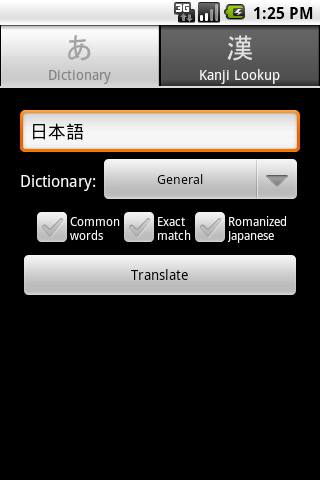 3G 1:25 PM
あ 漢
Dictionary Kanji Lookup
日本語
Dictionary: General
Common words Exact match Romanized Japanese
Translate